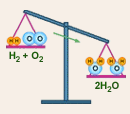 H H O O
H₂ + O₂
H H H H
O O
2H₂O